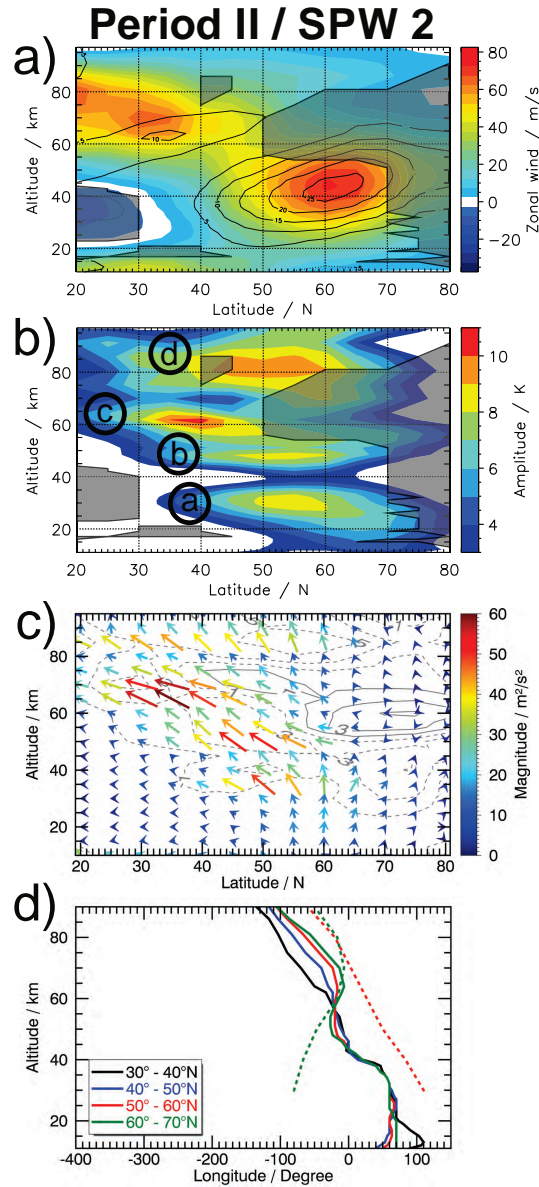 Period II / SPW 2
a)
80
60
40
20
Altitude / km
20 30 40 50 60 70 80
Latitude / N
5
10
5
5
10
15
20
25
5
80
60
40
20
0
−20
Zonal wind / m/s
b)
80
60
40
20
Altitude / km
20 30 40 50 60 70 80
Latitude / N
d
c
b
a
10
8
6
4
Amplitude / K
c)
80
60
40
20
Altitude / km
20 30 40 50 60 70 80
Latitude / N
60
50
40
30
20
10
0
Magnitude / m²/s²
d)
80
60
40
20
Altitude / km
30° - 40°N
40° - 50°N
50° - 60°N
60° - 70°N
-400 -300 -200 -100 0 100
Longitude / Degree